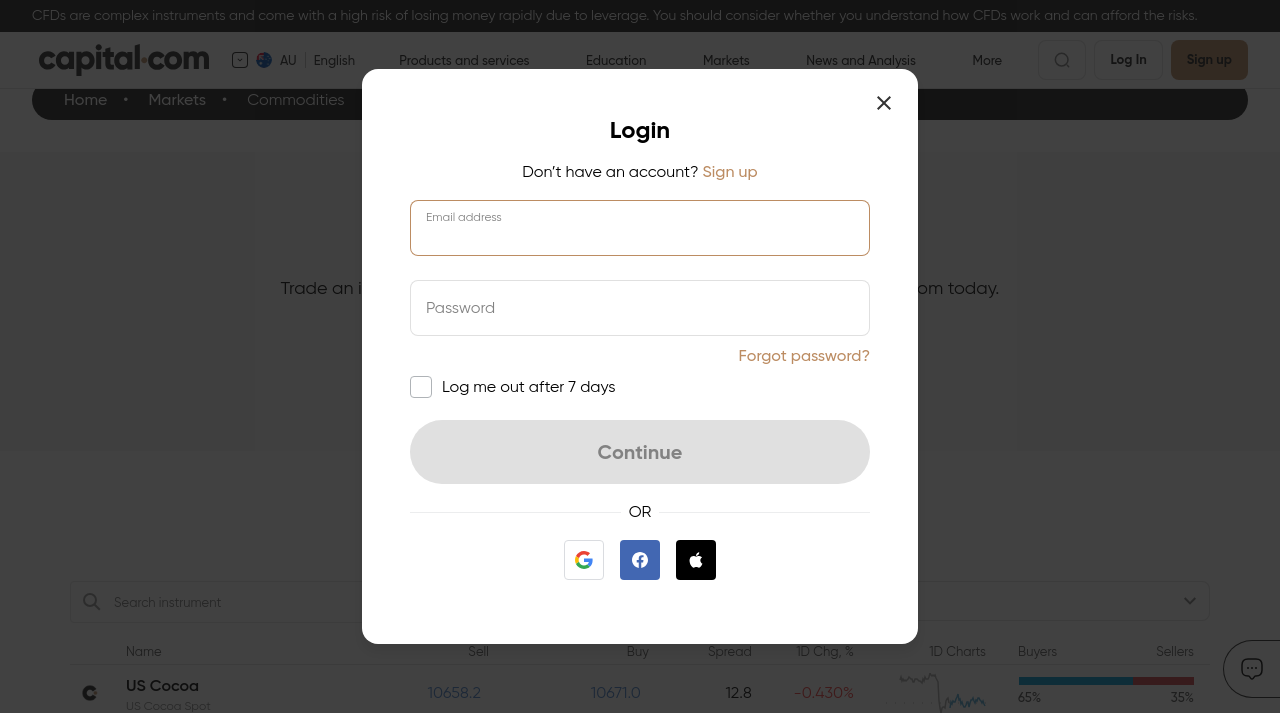 CFDs are complex instruments and come with a high risk of losing money rapidly due to leverage. You should consider whether you understand how CFDs work and can afford the risks.
capital.com
AU
English
Products and services
Education
Markets
News and Analysis
More
Log In
Sign up
Home • Markets • Commodities
Login
Don’t have an account? Sign up
Email address
Trade an i
om today.
Password
Forgot password?
Log me out after 7 days
Continue
OR
Search instrument
Name
Sell
Buy
Spread
1D Chg, %
1D Charts
Buyers
Sellers
US Cocoa
US Cocoa Spot
10658.2
10671.0
12.8
-0.430%
65%
35%